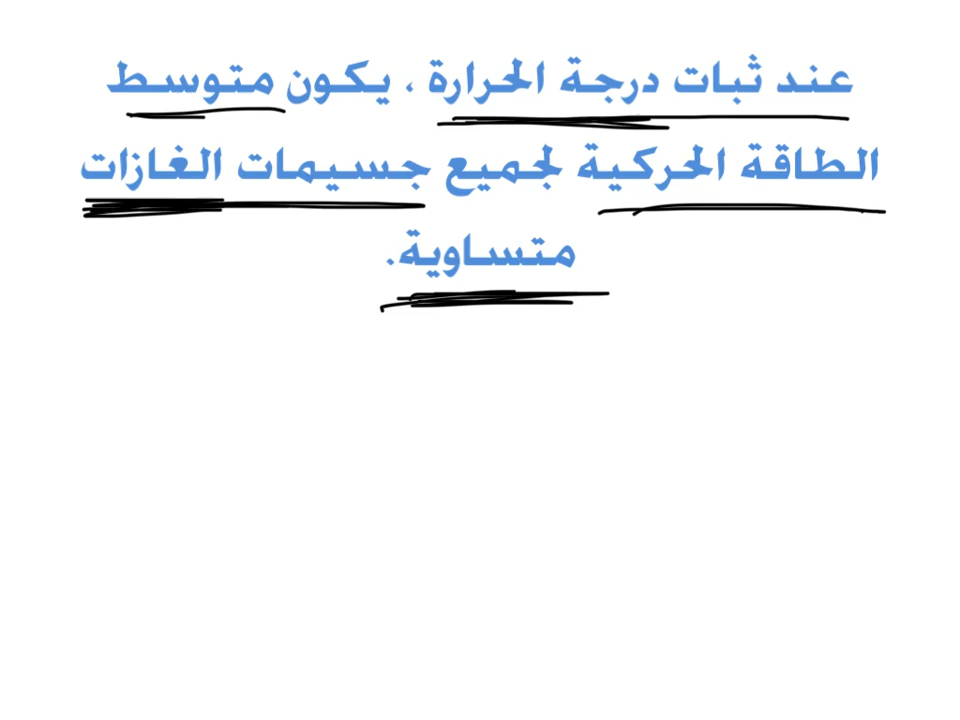 عند ثبات درجة الحرارة ، يكون متوسط
الطاقة الحركية لجميع جسيمات الغازات
متساوية.